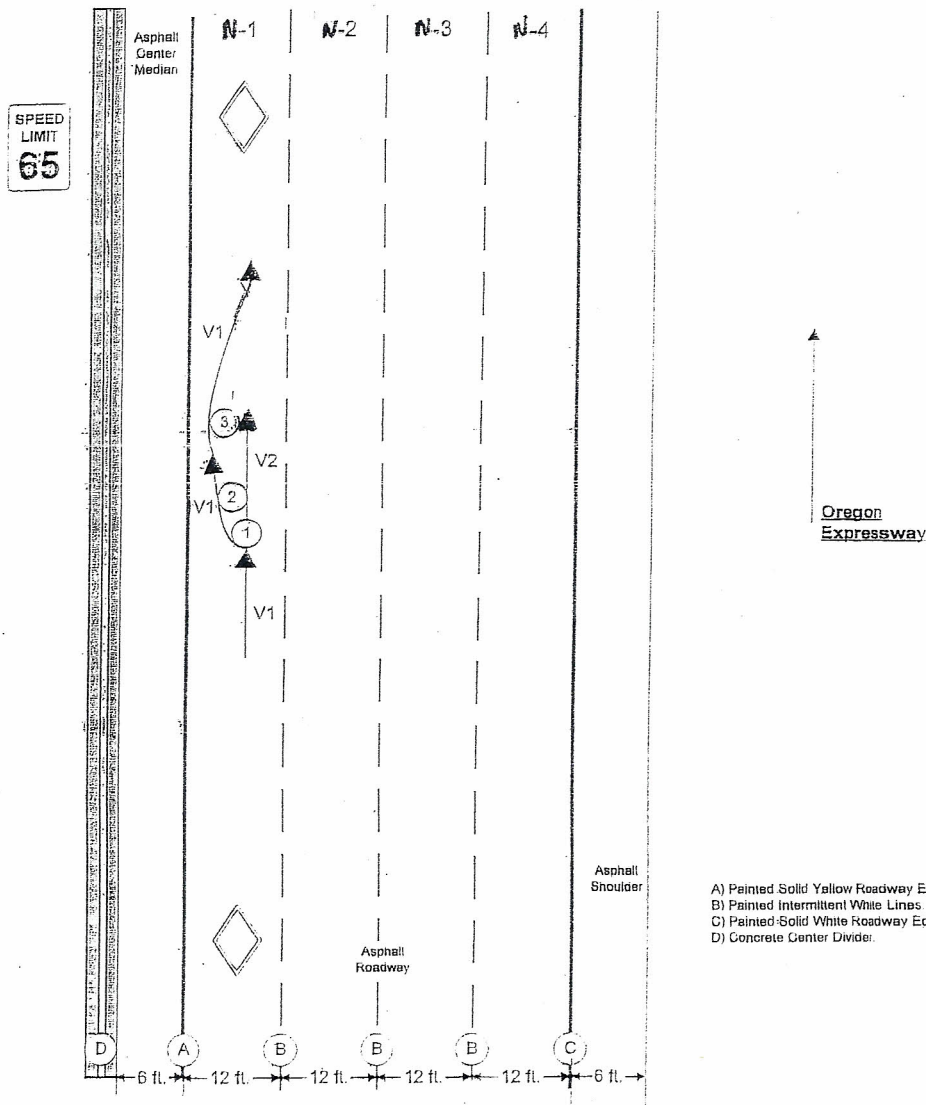 N-1
N-2
N-3
N-4
Asphalt
Center
Median
SPEED
LIMIT
65
V1
3
V2
2
V1
1
V1
Oregon
Expressway
Asphalt
Shoulder
A) Painted Solid Yellow Roadway E
B) Painted Intermittent White Lines
C) Painted Solid White Roadway Ed
D) Concrete Center Divider.
Asphalt
Roadway
D
A
B
B
B
C
6 ft.
12 ft.
12 ft.
12 ft.
12 ft.
6 ft.